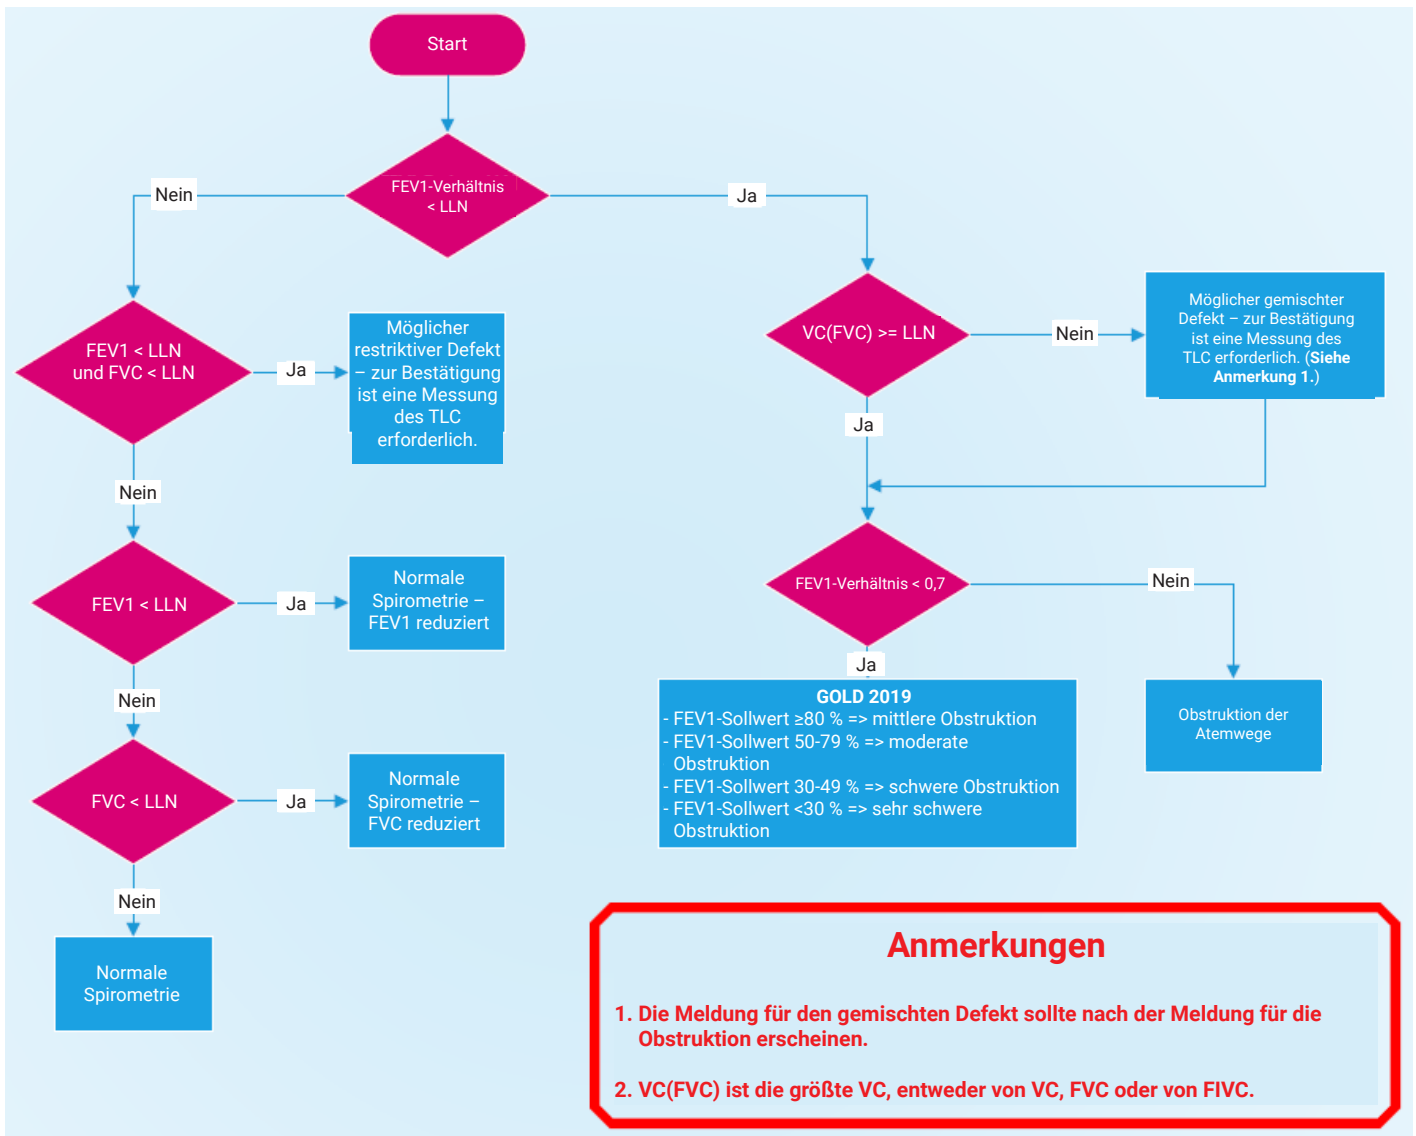 Start
FEV1-Verhältnis
< LLN
Nein
Ja
FEV1 < LLN
und FVC < LLN
Ja
Möglicher
restriktiver Defekt
– zur Bestätigung
ist eine Messung
des TLC
erforderlich.
VC(FVC) >= LLN
Nein
Möglicher gemischter
Defekt – zur Bestätigung
ist eine Messung des
TLC erforderlich. (Siehe
Anmerkung 1.)
Ja
Nein
FEV1 < LLN
Ja
Normale
Spirometrie –
FEV1 reduziert
FEV1-Verhältnis < 0,7
Nein
Obstruktion der
Atemwege
Ja
GOLD 2019
- FEV1-Sollwert ≥80 % => mittlere Obstruktion
- FEV1-Sollwert 50-79 % => moderate
Obstruktion
- FEV1-Sollwert 30-49 % => schwere Obstruktion
- FEV1-Sollwert <30 % => sehr schwere
Obstruktion
Nein
FVC < LLN
Ja
Normale
Spirometrie –
FVC reduziert
Nein
Normale
Spirometrie
Anmerkungen
1. Die Meldung für den gemischten Defekt sollte nach der Meldung für die
Obstruktion erscheinen.
2. VC(FVC) ist die größte VC, entweder von VC, FVC oder von FIVC.